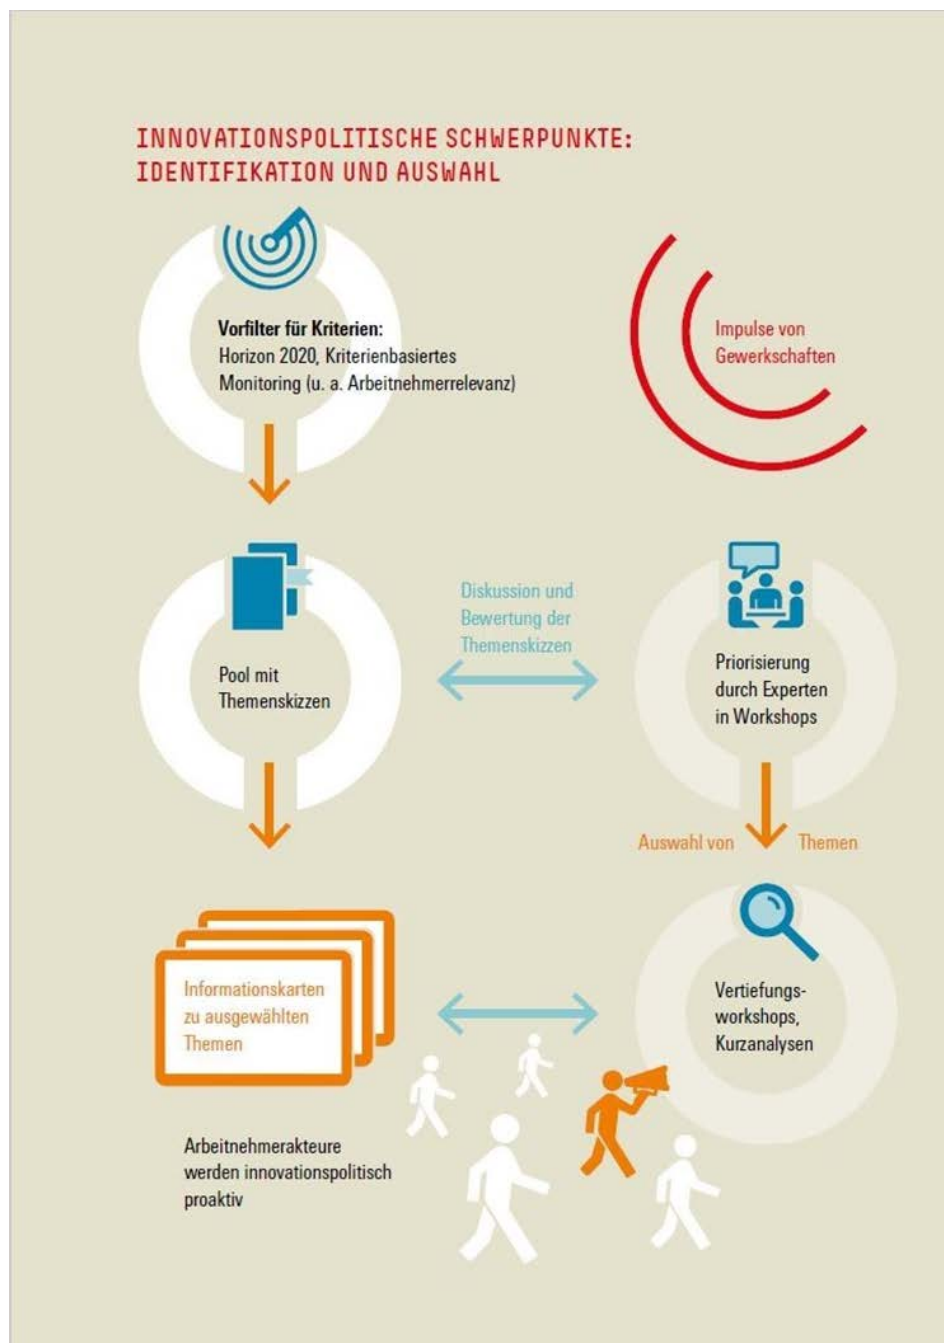 INNOVATIONSPOLITISCHE SCHWERPUNKTE:
IDENTIFIKATION UND AUSWAHL
Vorfilter für Kriterien:
Horizon 2020, Kriterienbasiertes
Monitoring (u. a. Arbeitnehmerrelevanz)
Impulse von
Gewerkschaften
Pool mit
Themenskizzen
Diskussion und
Bewertung der
Themenskizzen
Priorisierung
durch Experten
in Workshops
Auswahl von Themen
Informationskarten
zu ausgewählten
Themen
Vertiefungs-
workshops,
Kurzanalysen
Arbeitnehmerakteure
werden innovationspolitisch
proaktiv